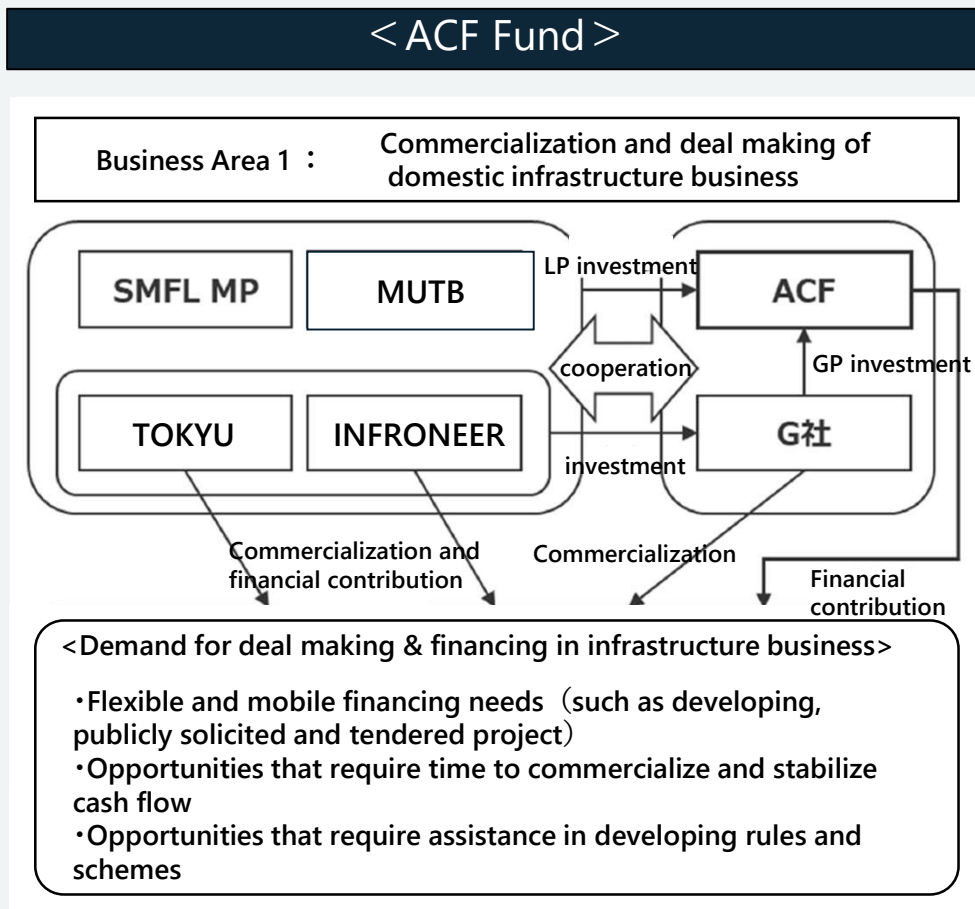 ＜ACF Fund＞
Business Area 1 ：
Commercialization and deal making of
domestic infrastructure business
SMFL MP
MUTB
LP investment
ACF
cooperation
GP investment
TOKYU
INFRONEER
investment
G社
Commercialization and
financial contribution
Commercialization
Financial
contribution
<Demand for deal making & financing in infrastructure business>
・Flexible and mobile financing needs（such as developing,
publicly solicited and tendered project）
・Opportunities that require time to commercialize and stabilize
cash flow
・Opportunities that require assistance in developing rules and
schemes